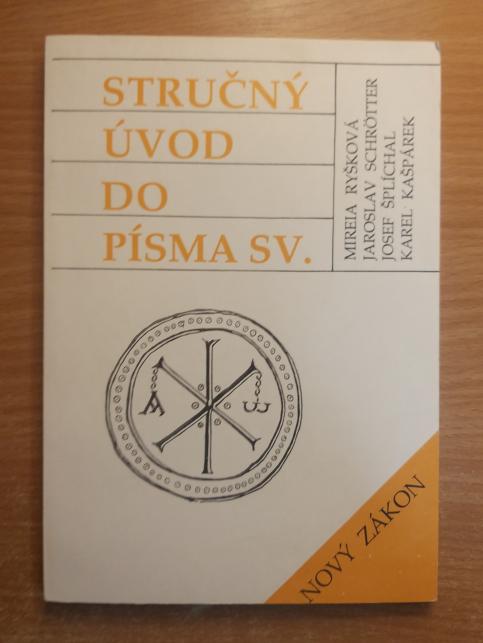 STRUČNÝ
ÚVOD
DO
PÍSMA SV.
MIREIA RYŠKOVÁ
JAROSLAV SCHRÖTTER
JOSEF ŠPLÍCHAL
KAREL KAŠPÁREK
NOVÝ ZÁKON